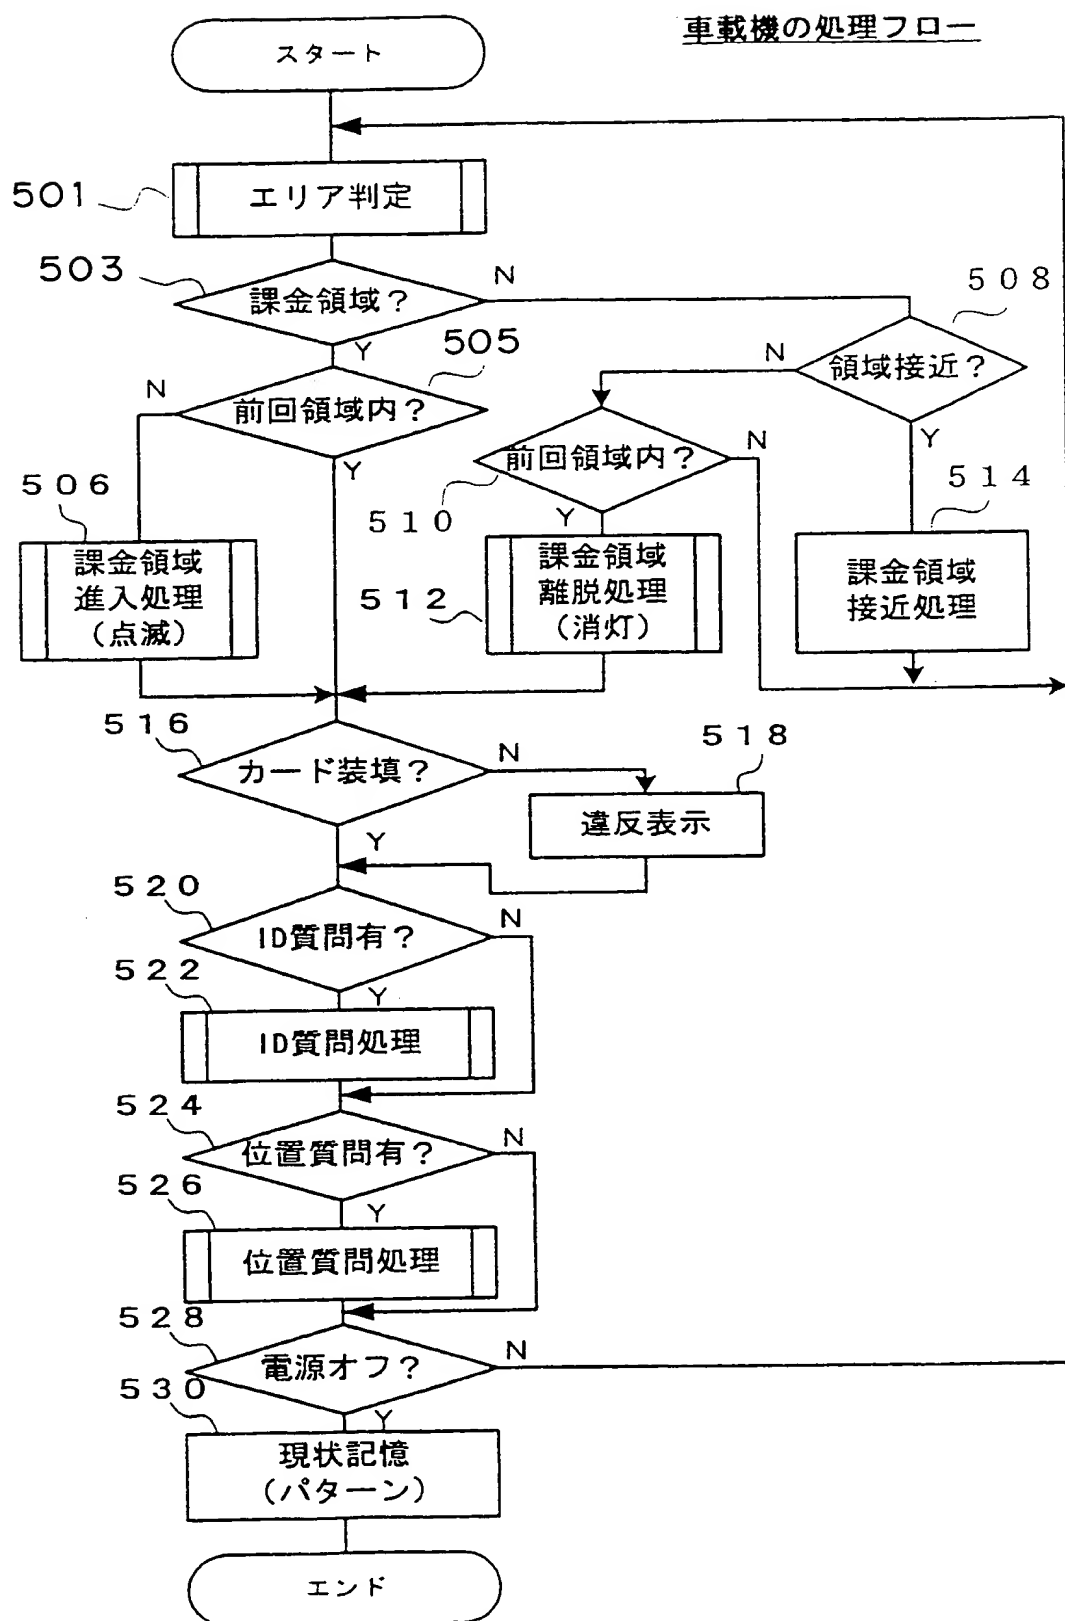 車載機の処理フロー
スタート
501
エリア判定
503
課金領域?
N
Y
508
領域接近?
N
Y
505
前回領域内?
N
Y
510
前回領域内?
N
Y
506
課金領域
進入処理
(点滅)
512
課金領域
離脱処理
(消灯)
514
課金領域
接近処理
516
カード装填?
N
Y
518
違反表示
520
ID質問有?
N
Y
522
ID質問処理
524
位置質問有?
N
Y
526
位置質問処理
528
電源オフ?
N
Y
530
現状記憶
(パターン)
エンド